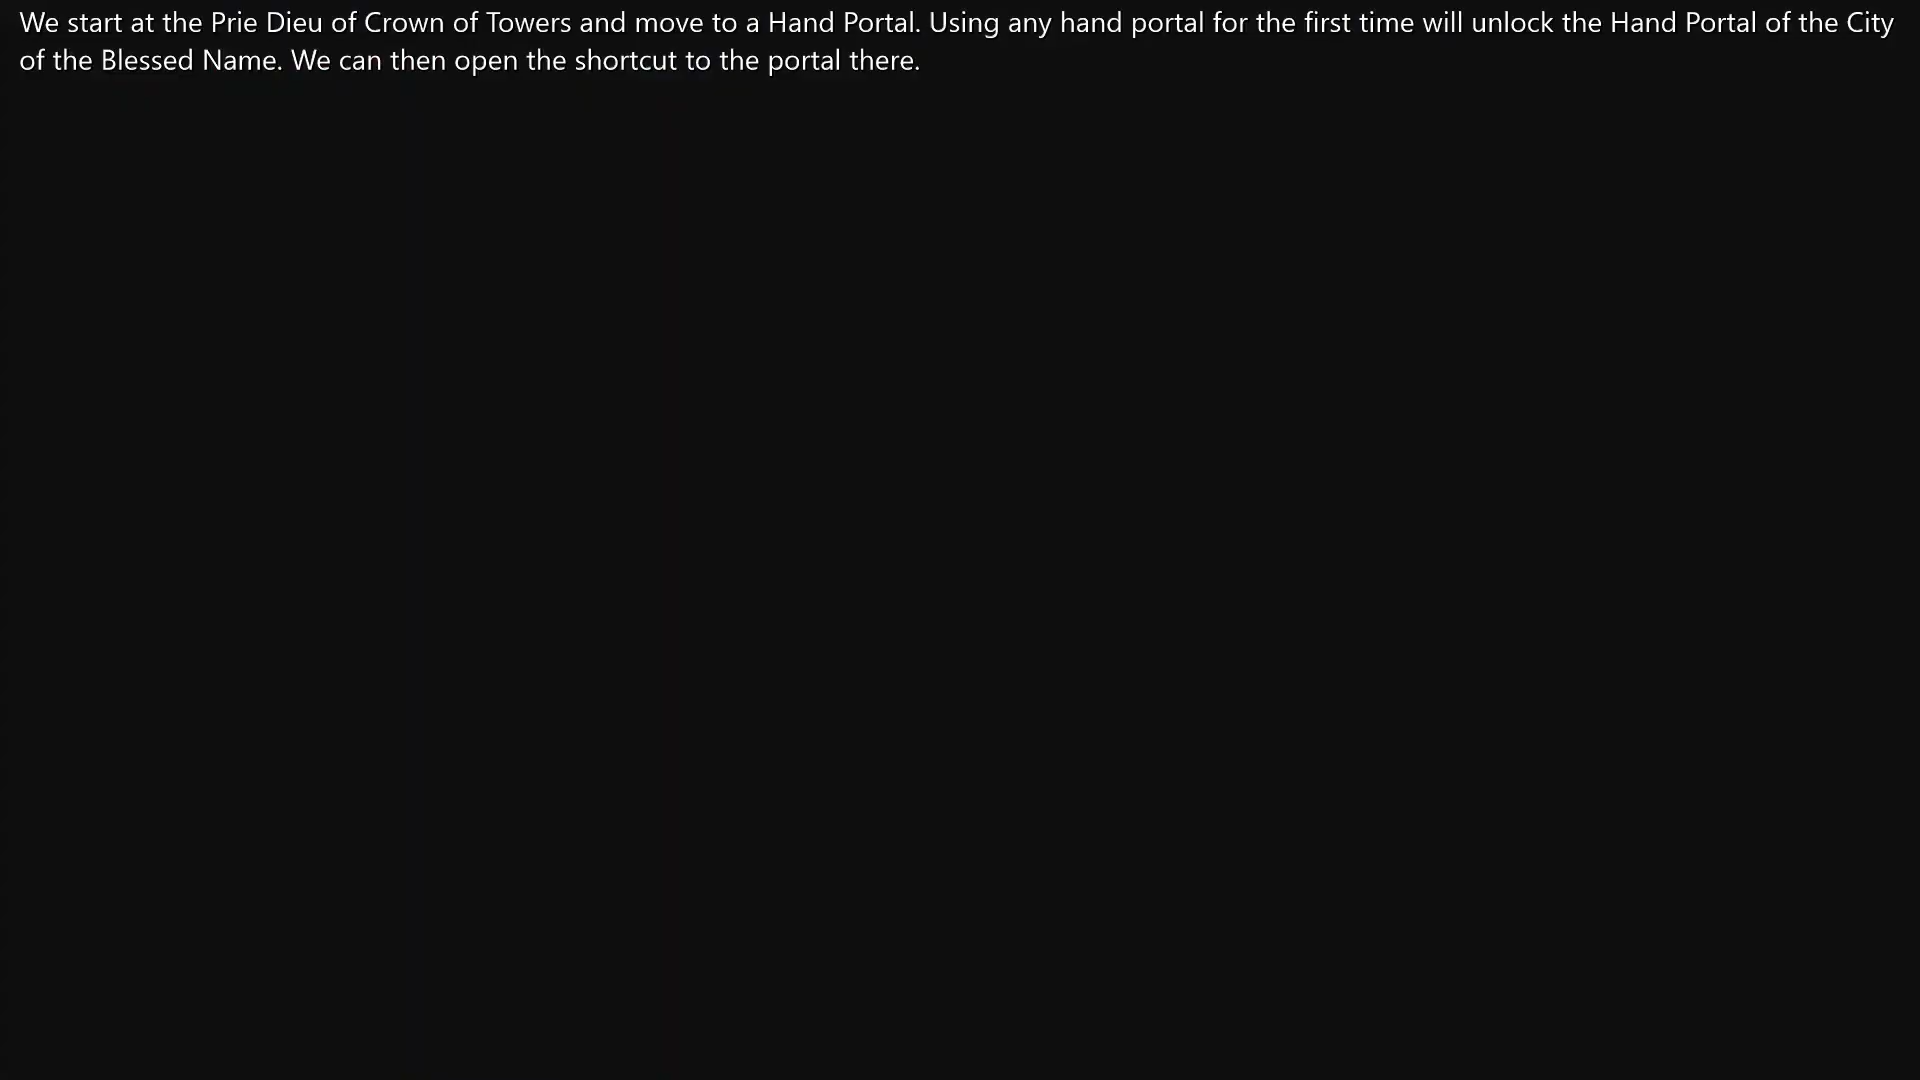 We start at the Prie Dieu of Crown of Towers and move to a Hand Portal. Using any hand portal for the first time will unlock the Hand Portal of the City
of the Blessed Name. We can then open the shortcut to the portal there.